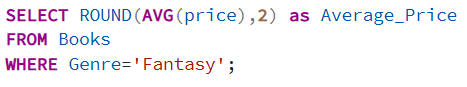 SELECT ROUND(AVG(price),2) as Average_Price
FROM Books
WHERE Genre='Fantasy';